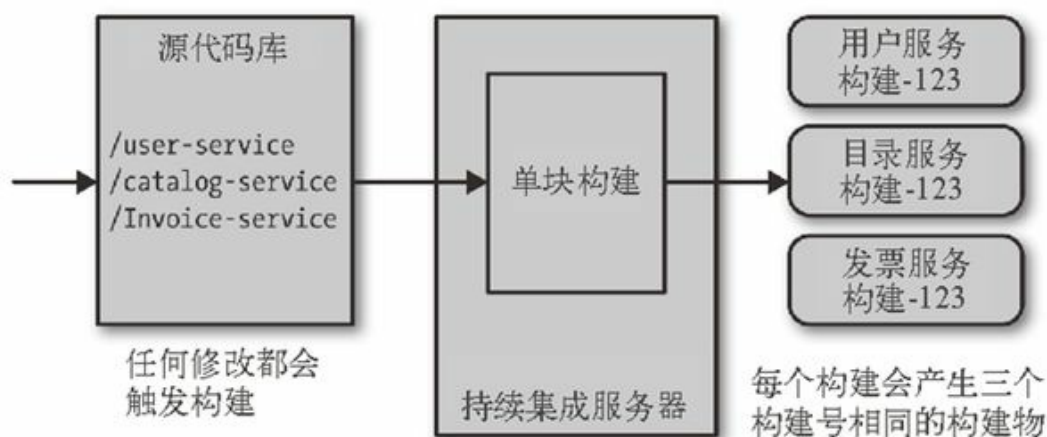 源代码库
/user-service
/catalog-service
/Invoice-service
任何修改都会
触发构建
单块构建
持续集成服务器
用户服务
构建-123
目录服务
构建-123
发票服务
构建-123
每个构建会产生三个
构建号相同的构建物